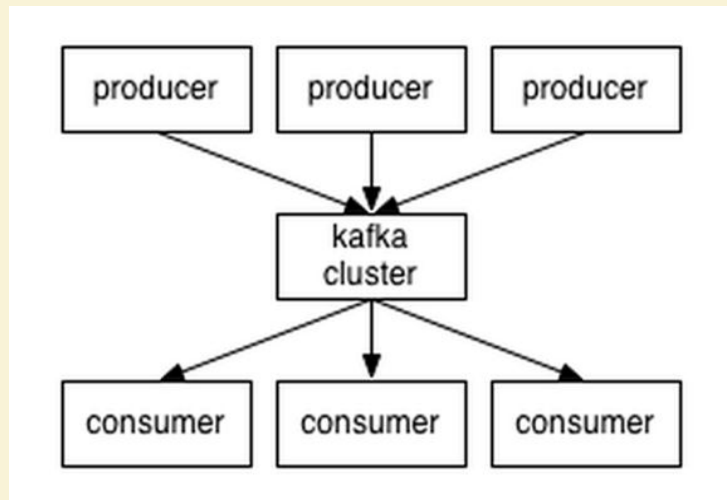 producer
producer
producer
kafka
cluster
consumer
consumer
consumer